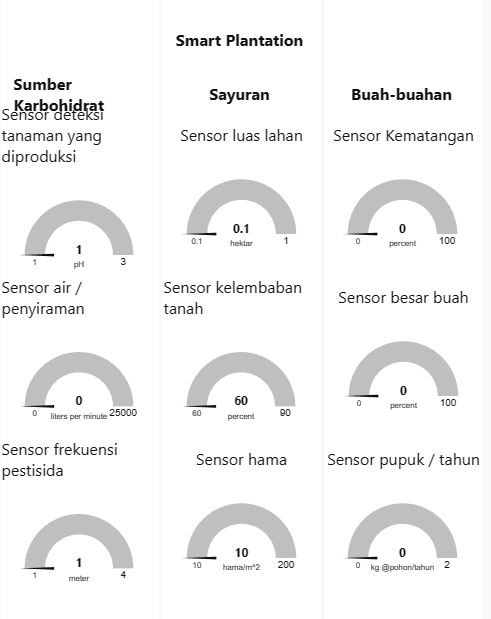 Smart Plantation
Sumber
Karbohidrat
Sensor deteksi
tanaman yang
diproduksi
1
1
pH
3
Sensor air /
penyiraman
0
0
liters per minute
25000
Sensor frekuensi
pestisida
1
1
meter
4
Sayuran
Sensor luas lahan
0.1
0.1
hektar
1
Sensor kelembaban
tanah
60
60
percent
90
Sensor hama
10
10
hama/m^2
200
Buah-buahan
Sensor Kematangan
0
0
percent
100
Sensor besar buah
0
0
percent
100
Sensor pupuk / tahun
0
0
kg @pohon/tahun
2